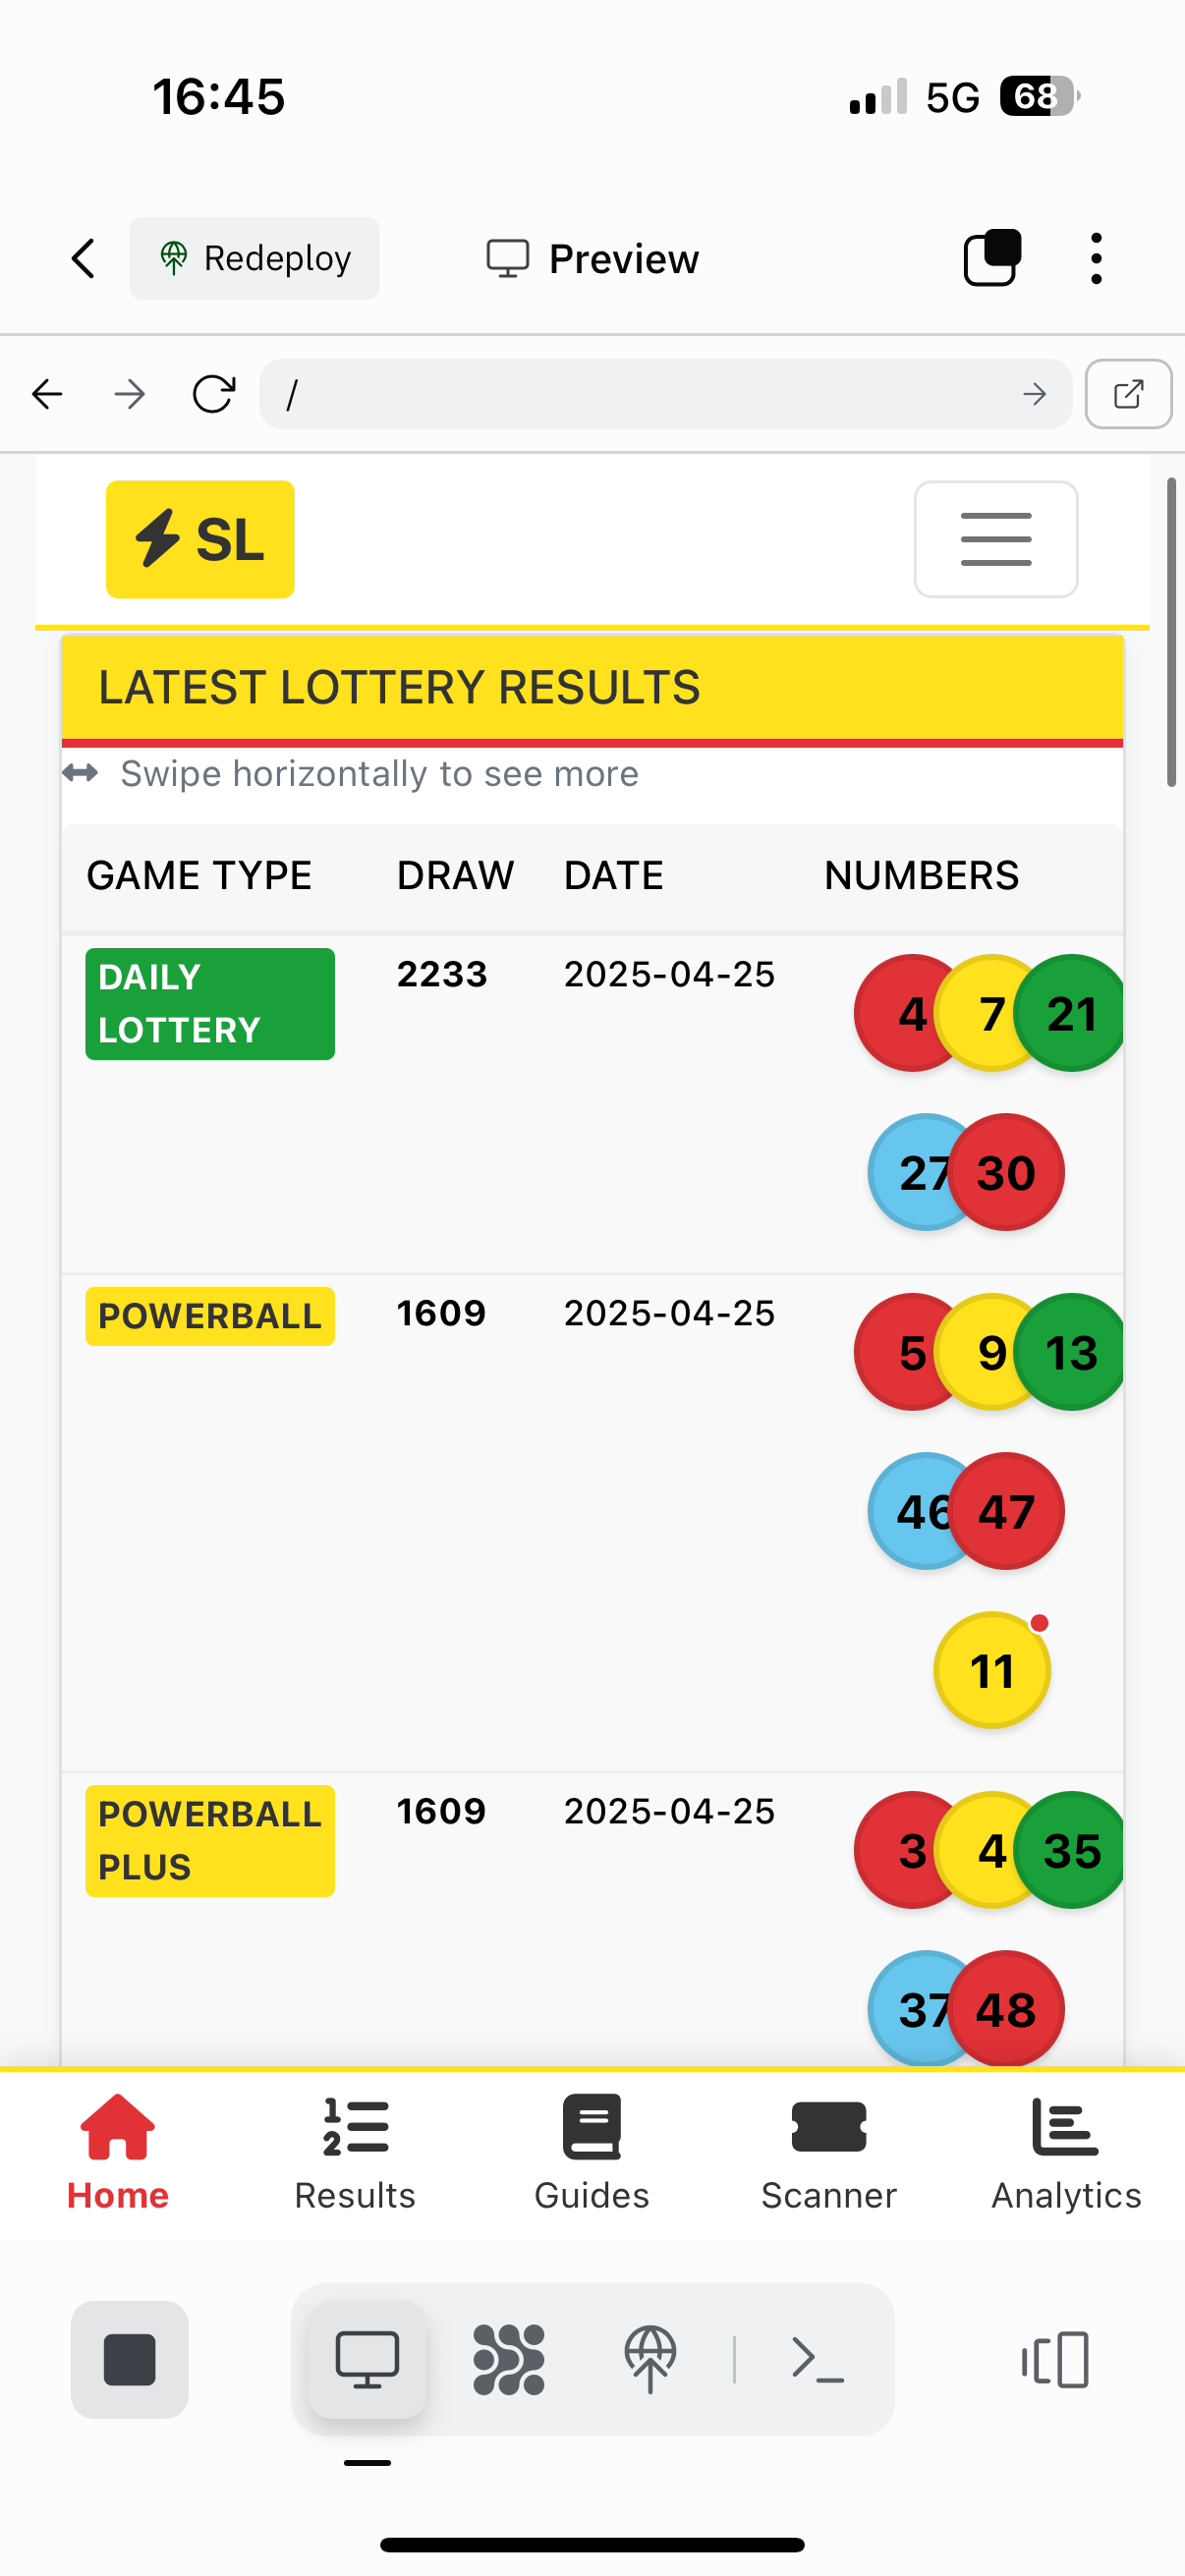 16:45
5G
68
Redeploy
Preview
/
SL
LATEST LOTTERY RESULTS
Swipe horizontally to see more
GAME TYPE DRAW DATE NUMBERS
DAILY LOTTERY
2233
2025-04-25
4 7 21
27 30
POWERBALL
1609
2025-04-25
5 9 13
46 47
11
POWERBALL PLUS
1609
2025-04-25
3 4 35
37 48
Home
Results
Guides
Scanner
Analytics